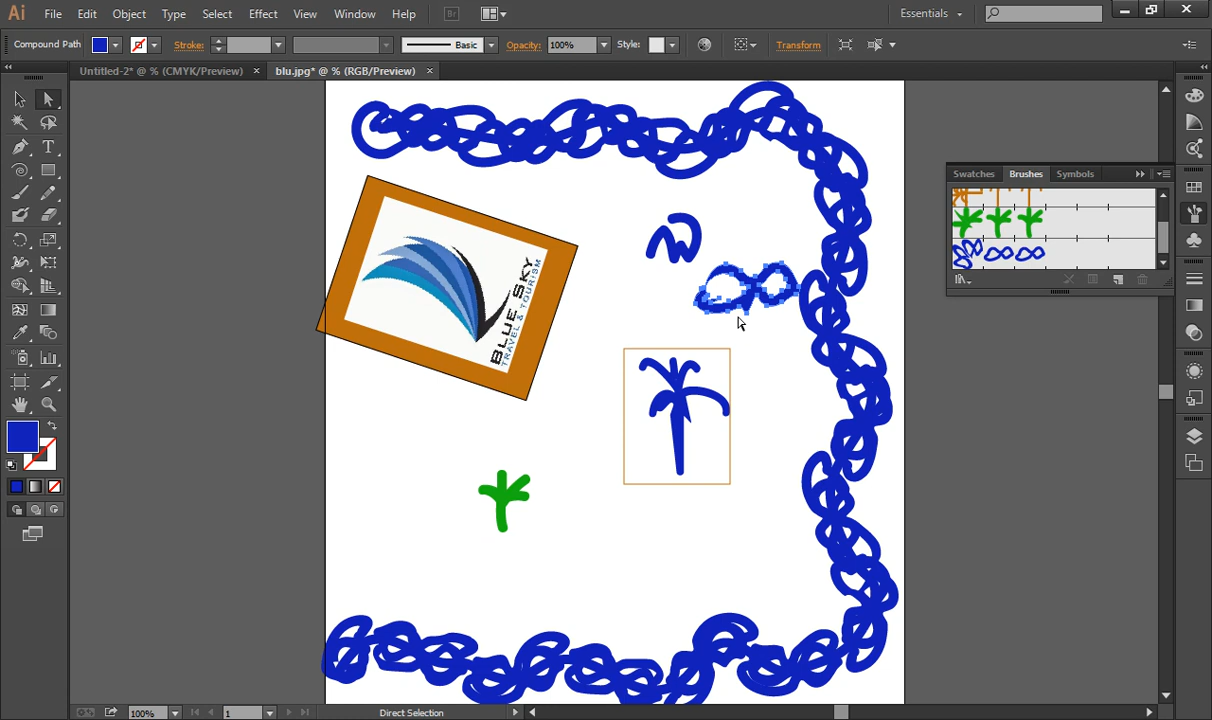 Ai File Edit Object Type Select Effect View Window Help Br Essentials
Compound Path Stroke: Basic Opacity: 100% Style: Transform
Untitled-2* @ % (CMYK/Preview) × blu.jpg* @ % (RGB/Preview) ×
Swatches Brushes Symbols
BLUE SKY
TRAVEL & TOURISM
100% 1 Direct Selection